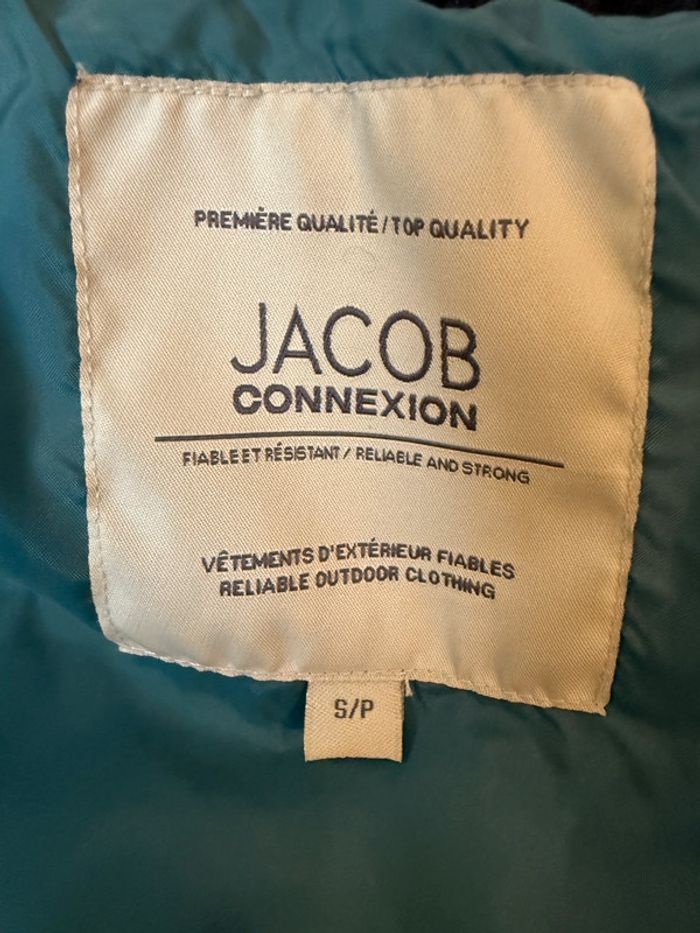 PREMIÈRE QUALITÉ / TOP QUALITY
JACOB
CONNEXION
FIABLE ET RÉSISTANT / RELIABLE AND STRONG
VÊTEMENTS D'EXTÉRIEUR FIABLES
RELIABLE OUTDOOR CLOTHING
S/P